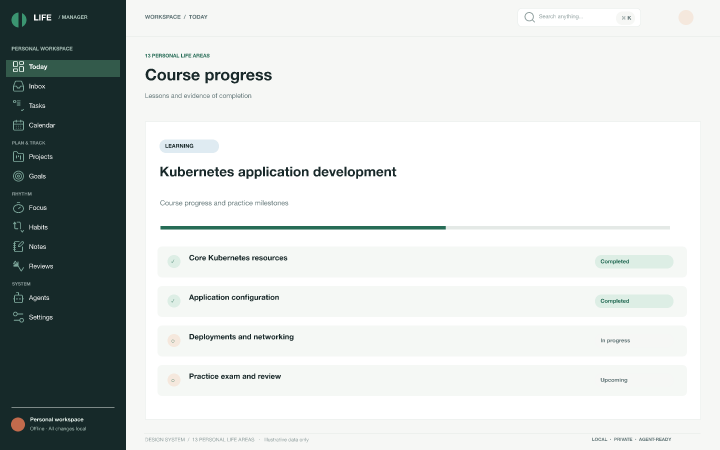 LIFE / MANAGER
PERSONAL WORKSPACE
Today
Inbox
Tasks
Calendar
PLAN & TRACK
Projects
Goals
RHYTHM
Focus
Habits
Notes
Reviews
SYSTEM
Agents
Settings
Personal workspace
Offline · All changes local
WORKSPACE / TODAY
Search anything...
⌘ K
13 PERSONAL LIFE AREAS
Course progress
Lessons and evidence of completion
LEARNING
Kubernetes application development
Course progress and practice milestones
✓ Core Kubernetes resources Completed
✓ Application configuration Completed
○ Deployments and networking In progress
○ Practice exam and review Upcoming
DESIGN SYSTEM / 13 PERSONAL LIFE AREAS · Illustrative data only
LOCAL · PRIVATE · AGENT-READY